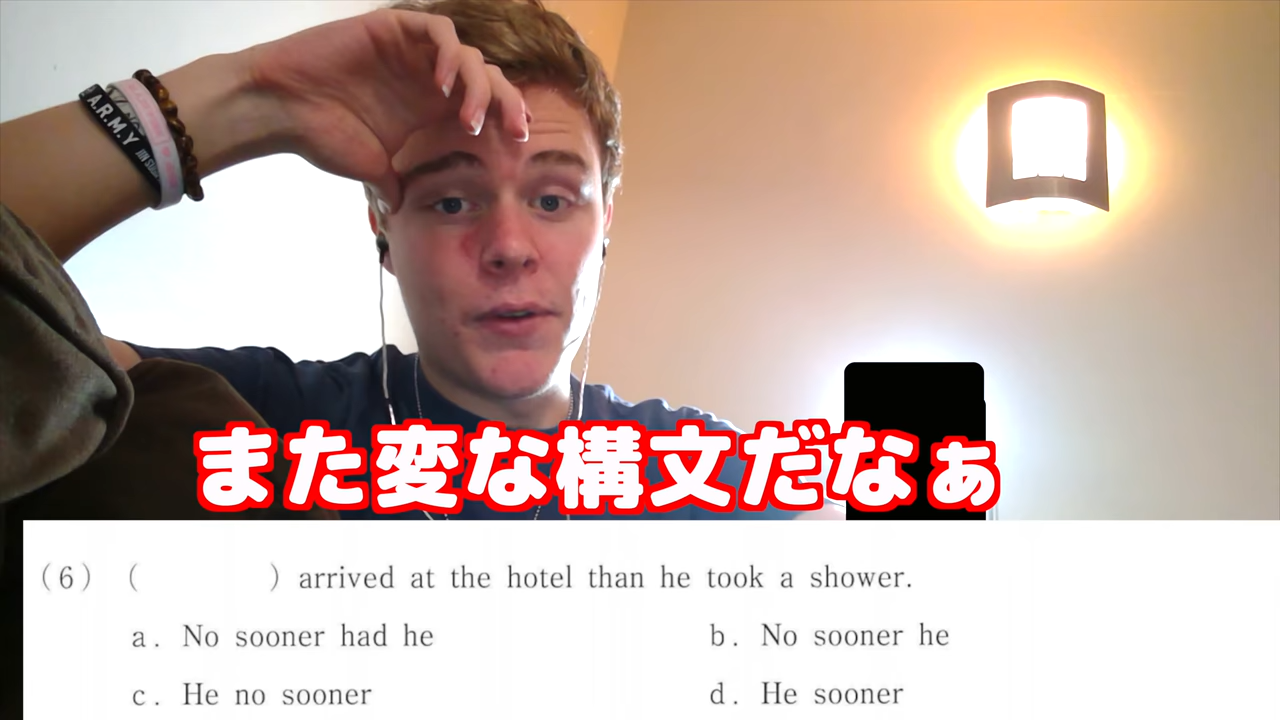 A.R.M.Y
また変な構文だなぁ
(6) (     ) arrived at the hotel than he took a shower.
a. No sooner had he
b. No sooner he
c. He no sooner
d. He sooner